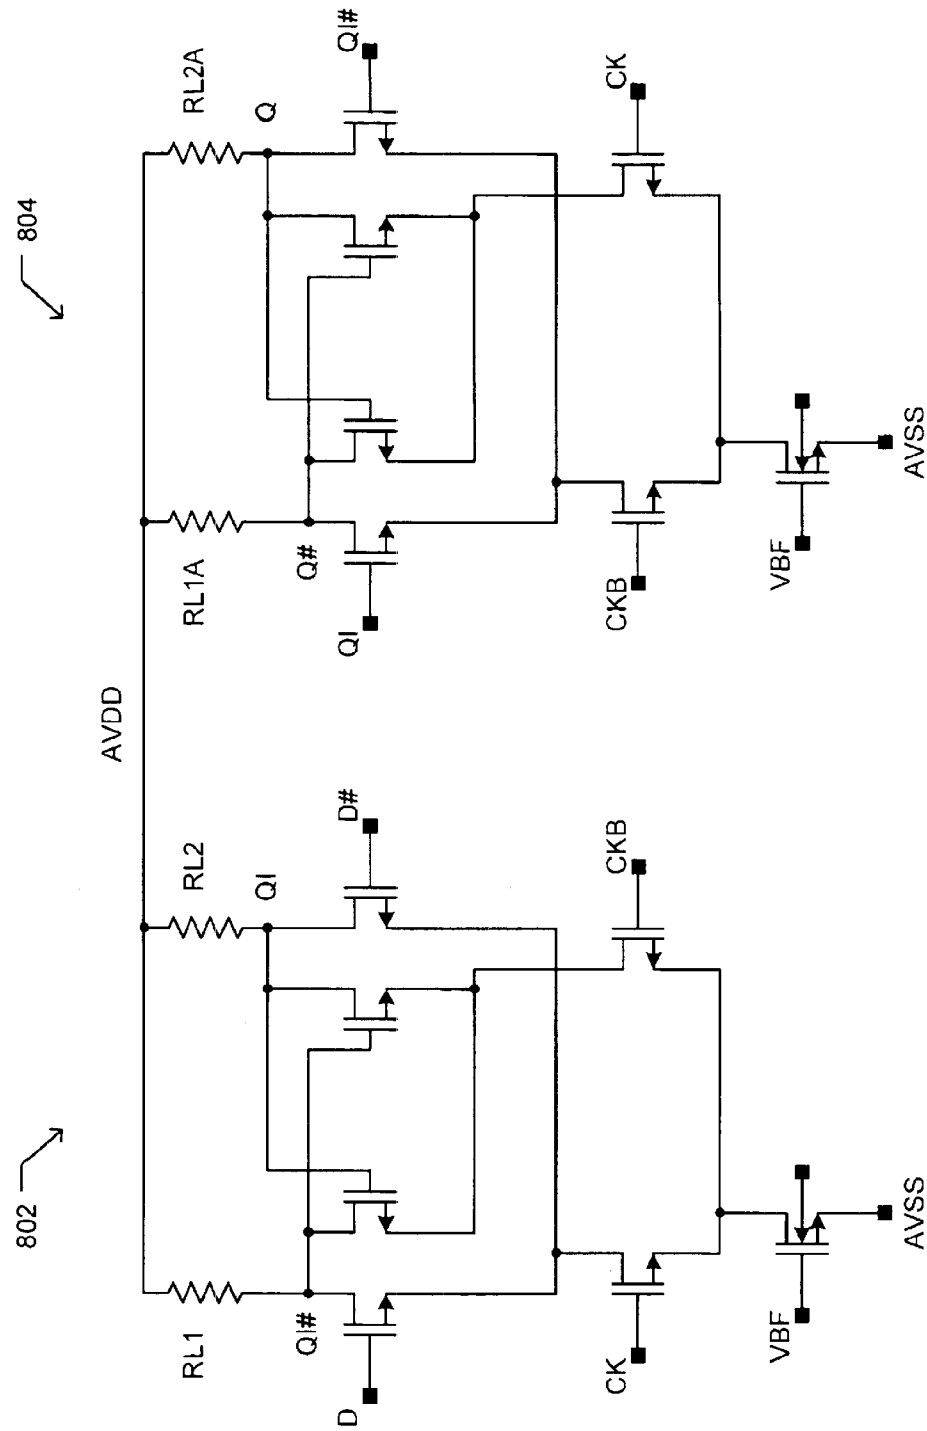 802
804
AVDD
RL1
RL2
RL1A
RL2A
QI#
QI
Q#
Q
D
D#
QI
QI#
CK
CKB
CKB
CK
VBF
VBF
AVSS
AVSS